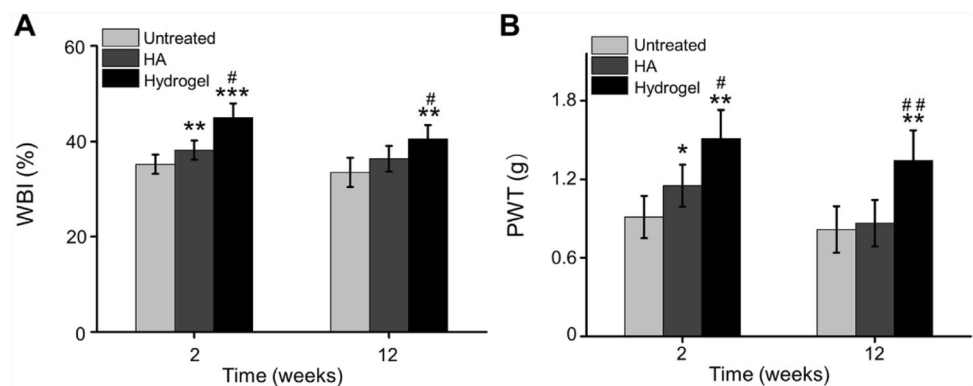 A
Untreated
HA
Hydrogel
60
40
20
0
WBI (%)
**
#
***
#
**
2
12
Time (weeks)
B
Untreated
HA
Hydrogel
1.8
1.2
0.6
0
PWT (g)
*
#
**
##
**
2
12
Time (weeks)